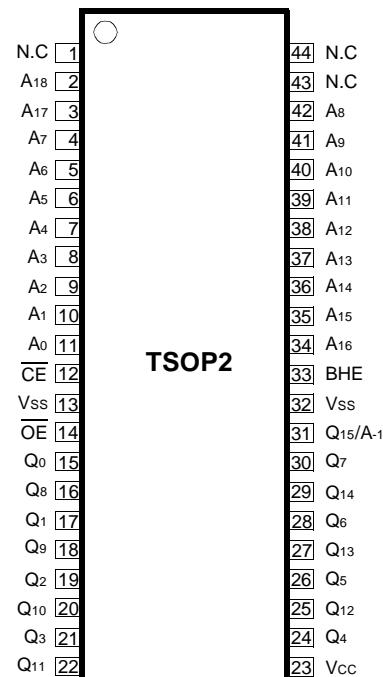 N.C 1 44 N.C
A18 2 43 N.C
A17 3 42 A8
A7 4 41 A9
A6 5 40 A10
A5 6 39 A11
A4 7 38 A12
A3 8 37 A13
A2 9 36 A14
A1 10 35 A15
A0 11 34 A16
TSOP2
C̅E̅ 12 33 BHE
VSS 13 32 VSS
O̅E̅ 14 31 Q15/A-1
Q0 15 30 Q7
Q8 16 29 Q14
Q1 17 28 Q6
Q9 18 27 Q13
Q2 19 26 Q5
Q10 20 25 Q12
Q3 21 24 Q4
Q11 22 23 VCC